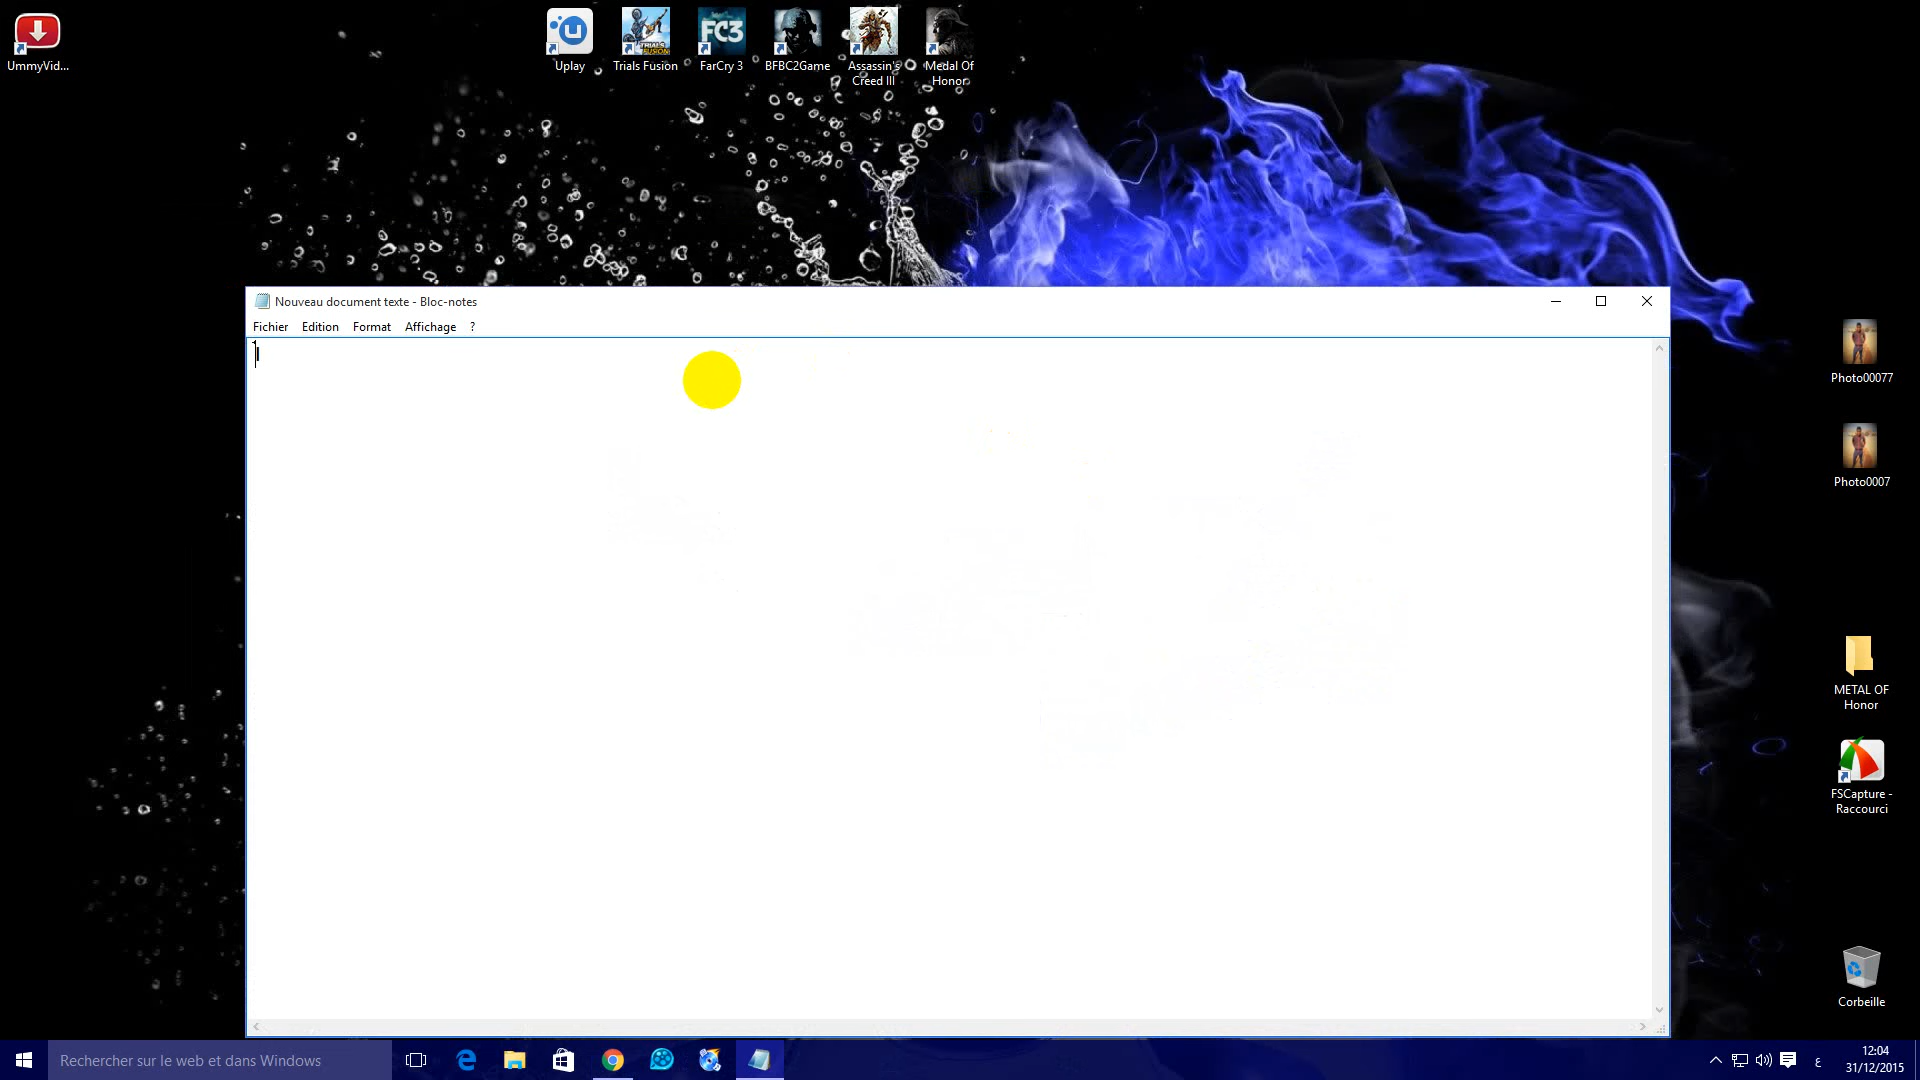 UmmyVid...
Uplay
Trials Fusion
FarCry 3
BFBC2Game
Assassin's
Creed III
Medal Of
Honor
Nouveau document texte - Bloc-notes
Fichier Edition Format Affichage ?
Photo00077
Photo0007
METAL OF
Honor
FSCapture -
Raccourci
Corbeille
Rechercher sur le web et dans Windows
ع
12:04
31/12/2015